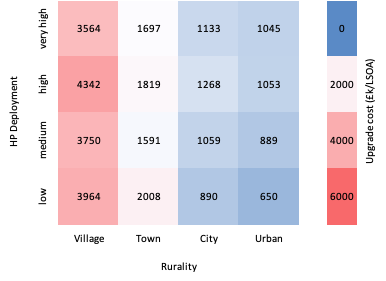 very high 3564 1697 1133 1045 0
high 4342 1819 1268 1053 2000
medium 3750 1591 1059 889 4000
low 3964 2008 890 650 6000
Village Town City Urban
Rurality
HP Deployment
Upgrade cost (£k/LSOA)